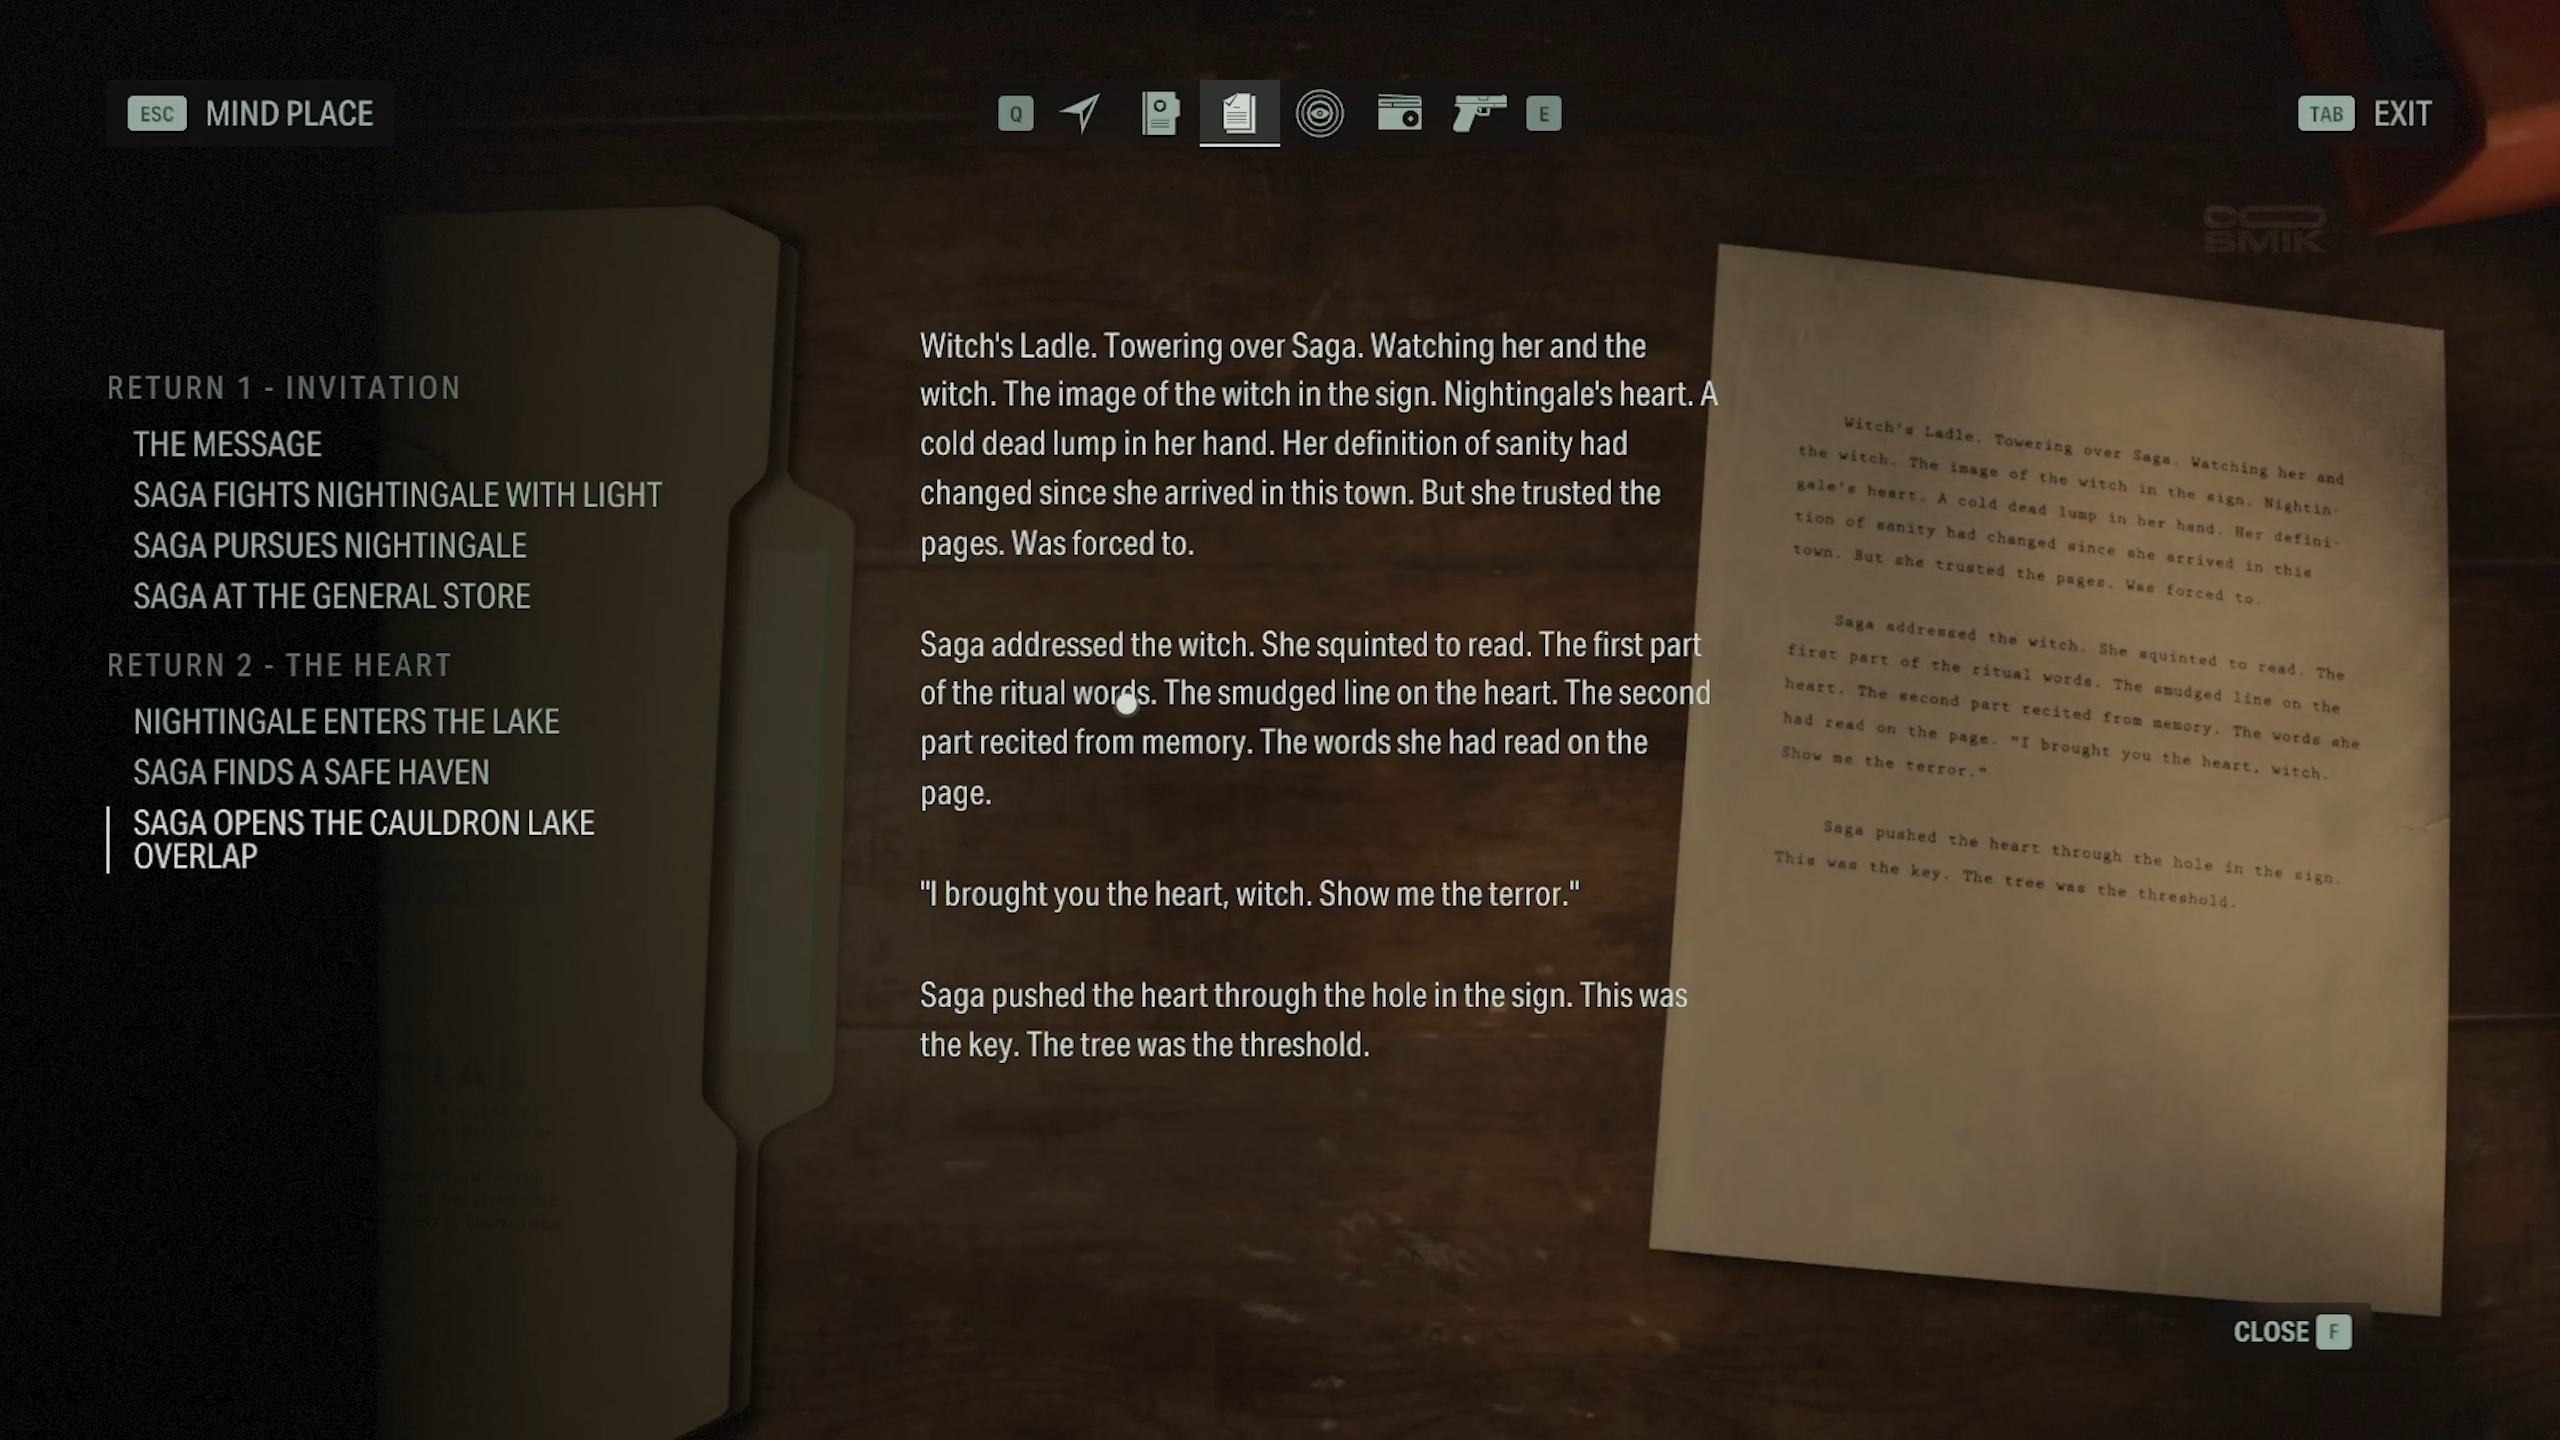 ESC MIND PLACE
Q
E
TAB EXIT
COSMIK
RETURN 1 - INVITATION
THE MESSAGE
SAGA FIGHTS NIGHTINGALE WITH LIGHT
SAGA PURSUES NIGHTINGALE
SAGA AT THE GENERAL STORE
RETURN 2 - THE HEART
NIGHTINGALE ENTERS THE LAKE
SAGA FINDS A SAFE HAVEN
SAGA OPENS THE CAULDRON LAKE
OVERLAP
TIAL
Witch's Ladle. Towering over Saga. Watching her and the
witch. The image of the witch in the sign. Nightingale's heart. A
cold dead lump in her hand. Her definition of sanity had
changed since she arrived in this town. But she trusted the
pages. Was forced to.
Saga addressed the witch. She squinted to read. The first part
of the ritual words. The smudged line on the heart. The second
part recited from memory. The words she had read on the
page.
"I brought you the heart, witch. Show me the terror."
Saga pushed the heart through the hole in the sign. This was
the key. The tree was the threshold.
Witch's Ladle. Towering over Saga. Watching her and
the witch. The image of the witch in the sign. Nightin-
gale's heart. A cold dead lump in her hand. Her defini-
tion of sanity had changed since she arrived in this
town. But she trusted the pages. Was forced to.
Saga addressed the witch. She squinted to read. The
first part of the ritual words. The smudged line on the
heart. The second part recited from memory. The words she
had read on the page. "I brought you the heart, witch.
Show me the terror."
Saga pushed the heart through the hole in the sign.
This was the key. The tree was the threshold.
CLOSE F